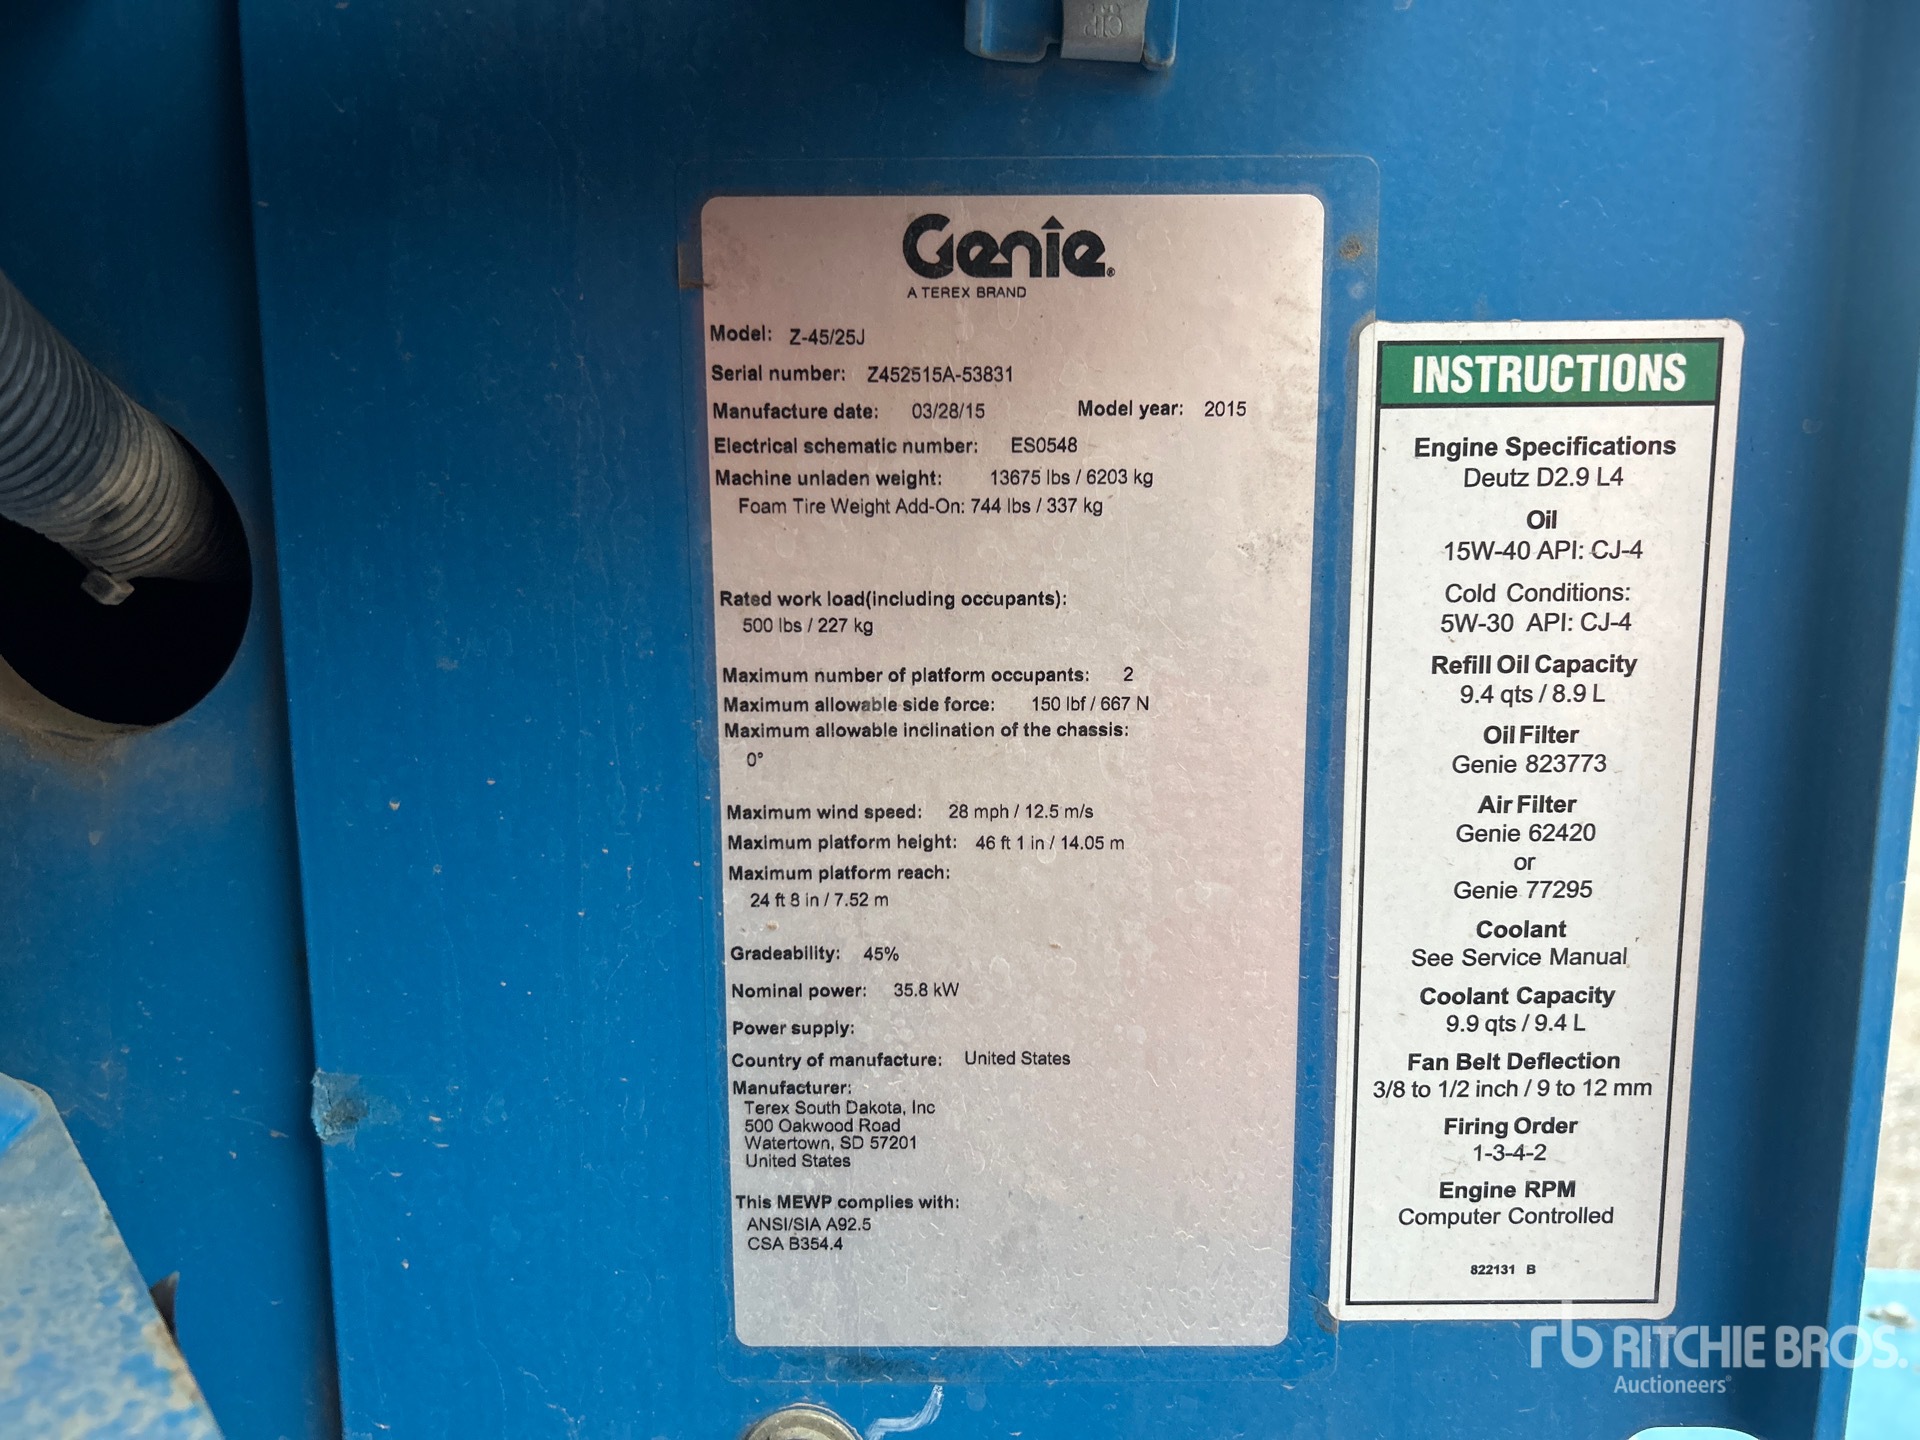 Genie®
A TEREX BRAND
Model: Z-45/25J
Serial number: Z452515A-53831
Manufacture date: 03/28/15 Model year: 2015
Electrical schematic number: ES0548
Machine unladen weight: 13675 lbs / 6203 kg
Foam Tire Weight Add-On: 744 lbs / 337 kg
Rated work load(including occupants):
500 lbs / 227 kg
Maximum number of platform occupants: 2
Maximum allowable side force: 150 lbf / 667 N
Maximum allowable inclination of the chassis:
0°
Maximum wind speed: 28 mph / 12.5 m/s
Maximum platform height: 46 ft 1 in / 14.05 m
Maximum platform reach:
24 ft 8 in / 7.52 m
Gradeability: 45%
Nominal power: 35.8 kW
Power supply:
Country of manufacture: United States
Manufacturer:
Terex South Dakota, Inc
500 Oakwood Road
Watertown, SD 57201
United States
This MEWP complies with:
ANSI/SIA A92.5
CSA B354.4
INSTRUCTIONS
Engine Specifications
Deutz D2.9 L4
Oil
15W-40 API: CJ-4
Cold Conditions:
5W-30 API: CJ-4
Refill Oil Capacity
9.4 qts / 8.9 L
Oil Filter
Genie 823773
Air Filter
Genie 62420
or
Genie 77295
Coolant
See Service Manual
Coolant Capacity
9.9 qts / 9.4 L
Fan Belt Deflection
3/8 to 1/2 inch / 9 to 12 mm
Firing Order
1-3-4-2
Engine RPM
Computer Controlled
822131 B
rb RITCHIE BROS.
Auctioneers®